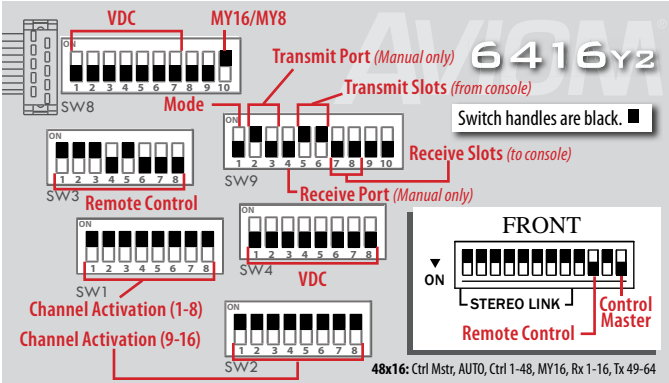 VDC
MY16/MY8
AVIOM
6416Y2
ON
1 2 3 4 5 6 7 8 9 10
SW8
Transmit Port (Manual only)
Transmit Slots (from console)
Mode
Switch handles are black.
ON
1 2 3 4 5 6 7 8 9 10
SW9
Receive Slots (to console)
Receive Port (Manual only)
ON
1 2 3 4 5 6 7 8
SW3
Remote Control
ON
1 2 3 4 5 6 7 8
SW4
VDC
ON
1 2 3 4 5 6 7 8
SW1
Channel Activation (1-8)
Channel Activation (9-16)
ON
1 2 3 4 5 6 7 8
SW2
FRONT
ON
STEREO LINK
Control
Master
Remote Control
48x16: Ctrl Mstr, AUTO, Ctrl 1-48, MY16, Rx 1-16, Tx 49-64